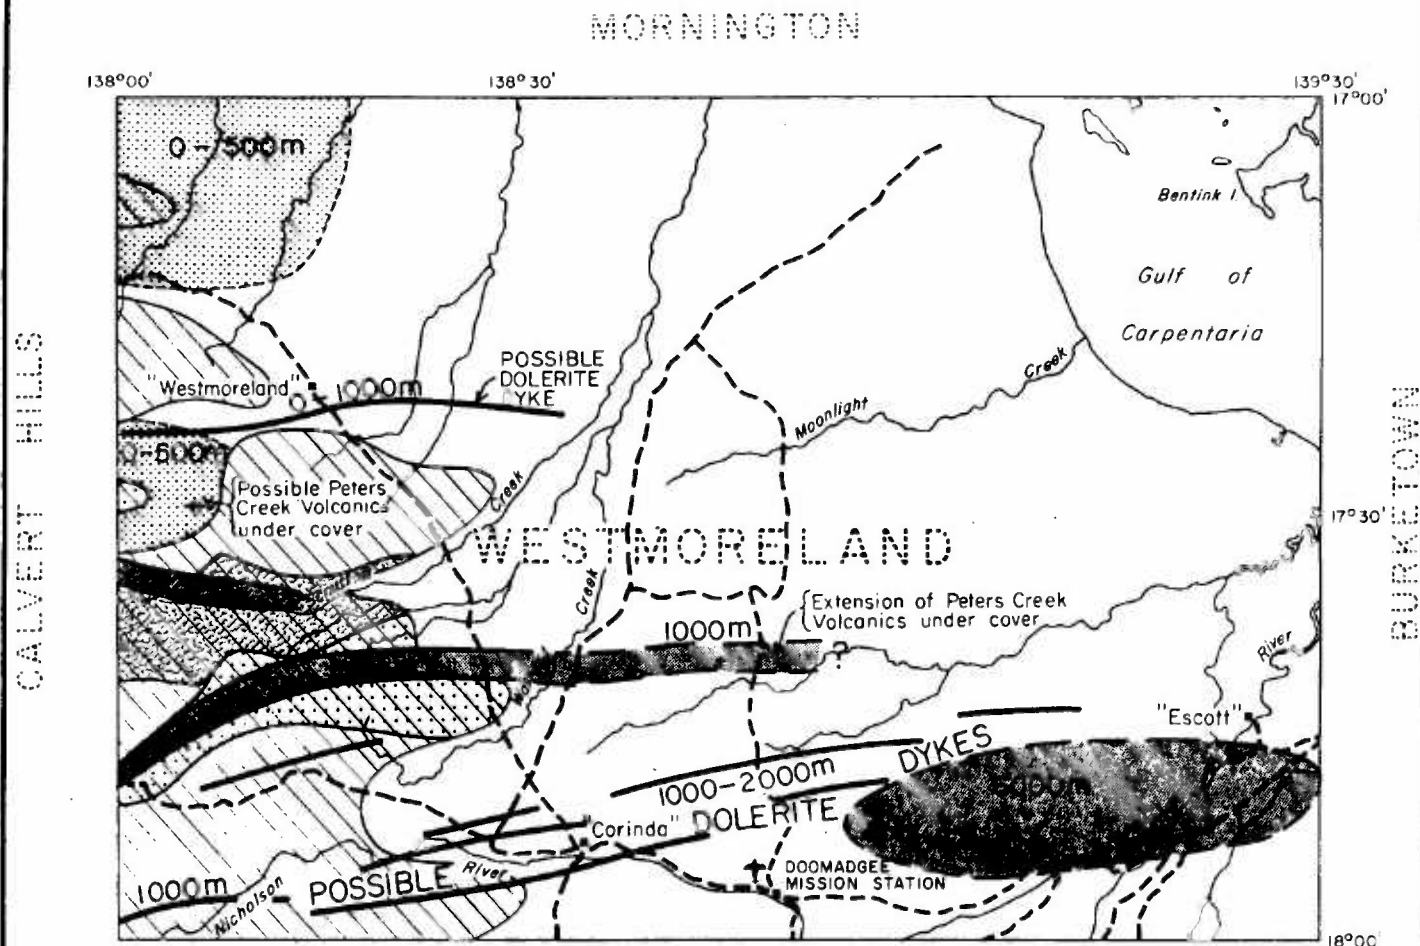 MORNINGTON
138°00'
138°30'
139°30'
17°00'
0-500m
Bentink I.
Gulf of
Carpentaria
CALVERT HILLS
"Westmoreland"
0-1000m
POSSIBLE
DOLERITE
DYKE
Creek
Moonlight
BURKETOWN
0-500m
Possible Peters
Creek Volcanics
under cover
Creek
17°30'
WESTMORELAND
Creek
Extension of Peters Creek
Volcanics under cover
1000m
?
River
"Escott"
DYKES
1000-2000m
DOLERITE
"Corinda"
DOOMADGEE
MISSION STATION
1000m
POSSIBLE
River
Nicholson
18°00'